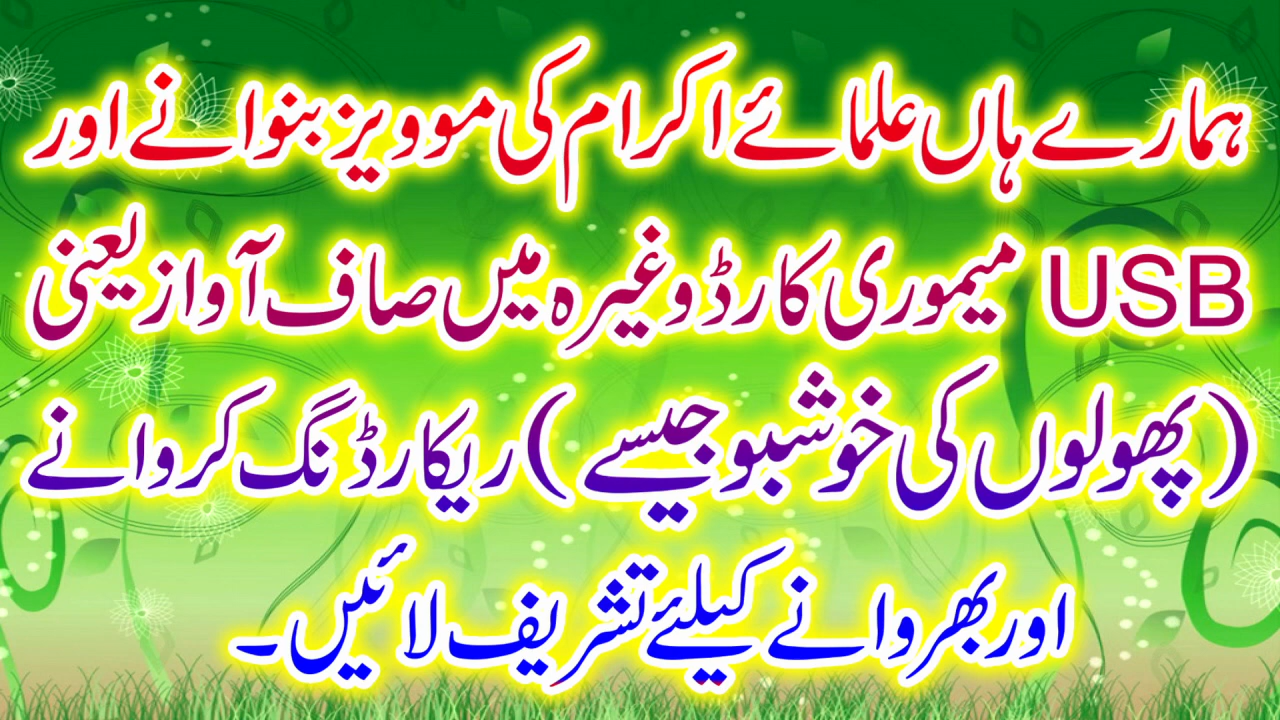 ہمارے ہاں علمائے اکرام کی موویز بنوانے اور
USB میموری کارڈ وغیرہ میں صاف آواز یعنی
(پھولوں کی خوشبو جیسے) ریکارڈنگ کروانے
اور بھروانے کیلئے تشریف لائیں۔